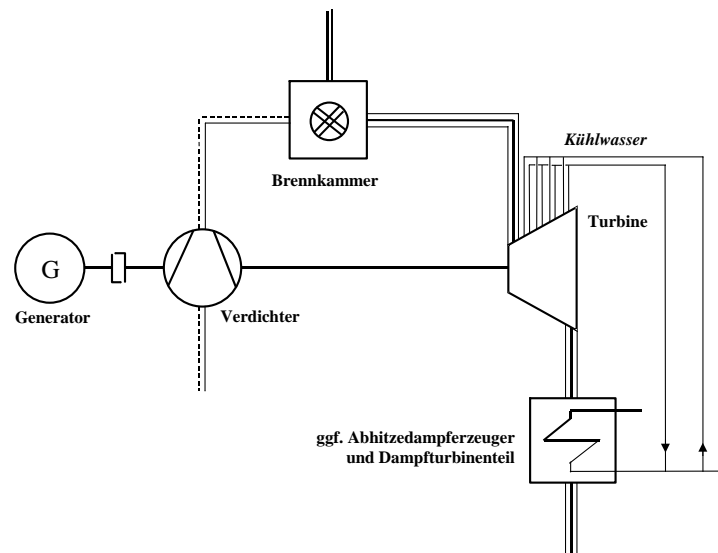 Kühlwasser
Brennkammer
Turbine
G
Generator
Verdichter
ggf. Abhitzedampferzeuger
und Dampfturbinenteil